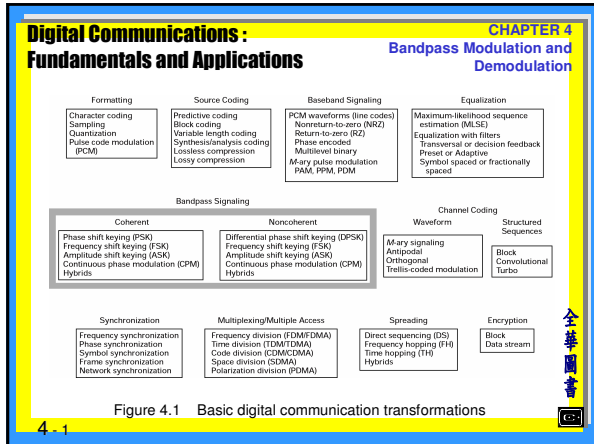 Digital Communications :
Fundamentals and Applications
CHAPTER 4
Bandpass Modulation and
Demodulation
Formatting
Character coding
Sampling
Quantization
Pulse code modulation
(PCM)
Source Coding
Predictive coding
Block coding
Variable length coding
Synthesis/analysis coding
Lossless compression
Lossy compression
Baseband Signaling
PCM waveforms (line codes)
Nonreturn-to-zero (NRZ)
Return-to-zero (RZ)
Phase encoded
Multilevel binary
M-ary pulse modulation
PAM, PPM, PDM
Equalization
Maximum-likelihood sequence
estimation (MLSE)
Equalization with filters
Transversal or decision feedback
Preset or Adaptive
Symbol spaced or fractionally
spaced
Bandpass Signaling
Coherent
Phase shift keying (PSK)
Frequency shift keying (FSK)
Amplitude shift keying (ASK)
Continuous phase modulation (CPM)
Hybrids
Noncoherent
Differential phase shift keying (DPSK)
Frequency shift keying (FSK)
Amplitude shift keying (ASK)
Continuous phase modulation (CPM)
Hybrids
Channel Coding
Waveform
M-ary signaling
Antipodal
Orthogonal
Trellis-coded modulation
Structured
Sequences
Block
Convolutional
Turbo
Synchronization
Frequency synchronization
Phase synchronization
Symbol synchronization
Frame synchronization
Network synchronization
Multiplexing/Multiple Access
Frequency division (FDM/FDMA)
Time division (TDM/TDMA)
Code division (CDM/CDMA)
Space division (SDMA)
Polarization division (PDMA)
Spreading
Direct sequencing (DS)
Frequency hopping (FH)
Time hopping (TH)
Hybrids
Encryption
Block
Data stream
全華圖書
Figure 4.1 Basic digital communication transformations
4 - 1